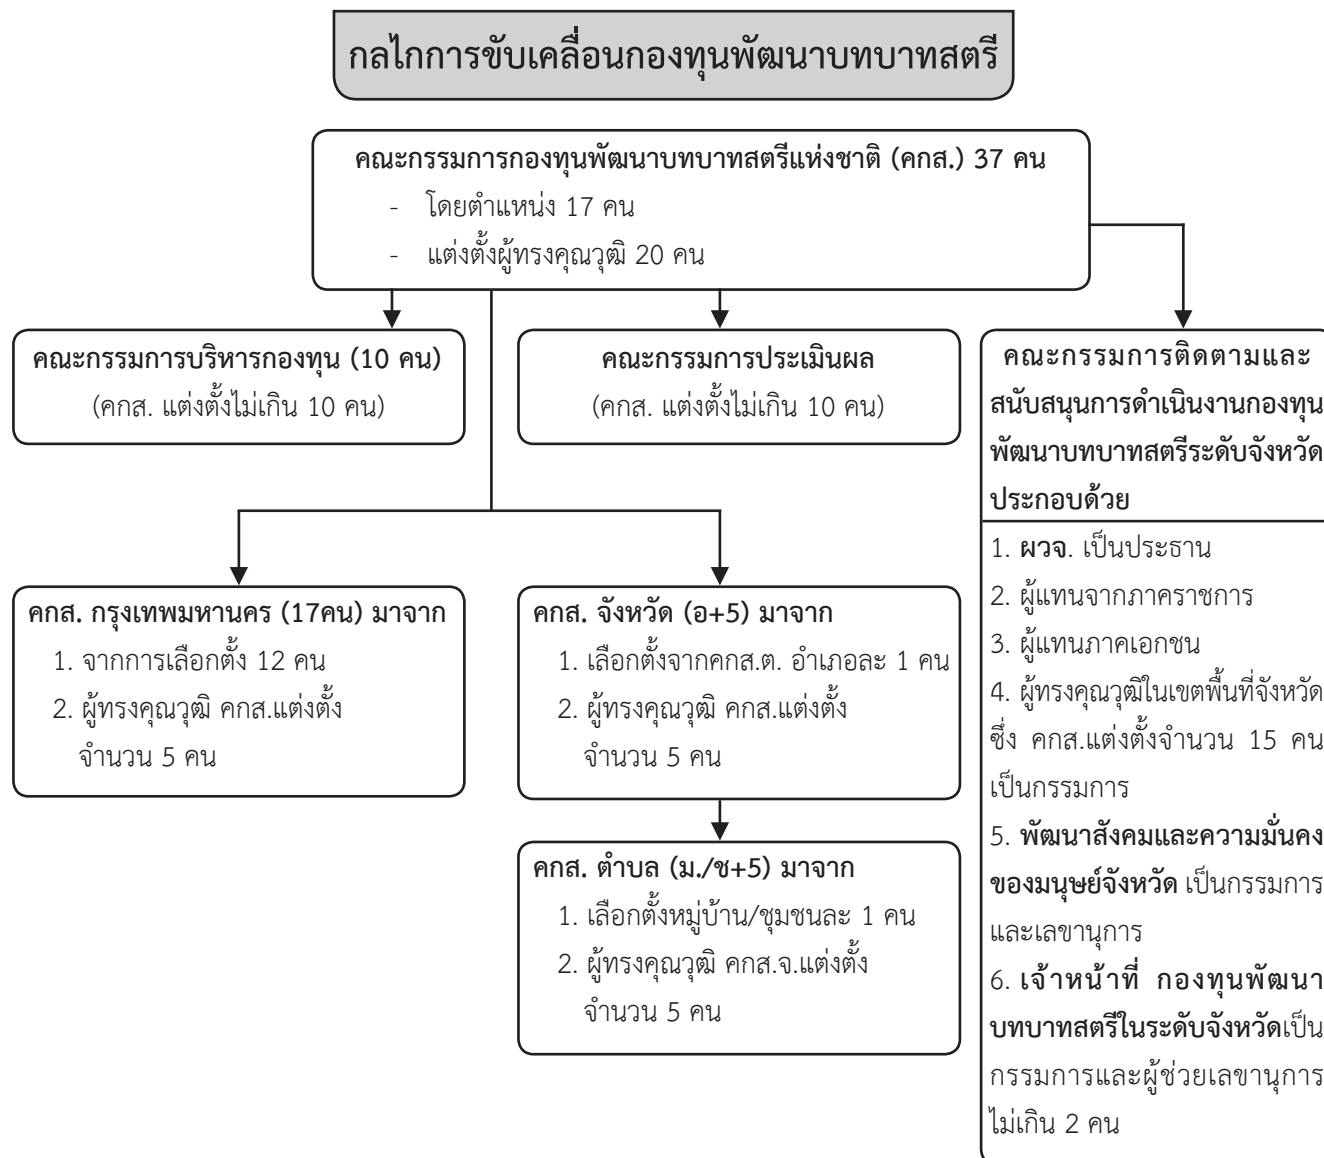 กลไกการขับเคลื่อนกองทุนพัฒนาบทบาทสตรี
คณะกรรมการกองทุนพัฒนาบทบาทสตรีแห่งชาติ (คกส.) 37 คน
- โดยตำแหน่ง 17 คน
- แต่งตั้งผู้ทรงคุณวุฒิ 20 คน
คณะกรรมการบริหารกองทุน (10 คน)
(คกส. แต่งตั้งไม่เกิน 10 คน)
คณะกรรมการประเมินผล
(คกส. แต่งตั้งไม่เกิน 10 คน)
คกส. กรุงเทพมหานคร (17คน) มาจาก
1. จากการเลือกตั้ง 12 คน
2. ผู้ทรงคุณวุฒิ คกส.แต่งตั้ง
จำนวน 5 คน
คกส. จังหวัด (อ+5) มาจาก
1. เลือกตั้งจากคกส.ต. อำเภอละ 1 คน
2. ผู้ทรงคุณวุฒิ คกส.แต่งตั้ง
จำนวน 5 คน
คกส. ตำบล (ม./ช+5) มาจาก
1. เลือกตั้งหมู่บ้าน/ชุมชนละ 1 คน
2. ผู้ทรงคุณวุฒิ คกส.จ.แต่งตั้ง
จำนวน 5 คน
คณะกรรมการติดตามและ
สนับสนุนการดำเนินงานกองทุน
พัฒนาบทบาทสตรีระดับจังหวัด
ประกอบด้วย
1. ผวจ. เป็นประธาน
2. ผู้แทนจากภาคราชการ
3. ผู้แทนภาคเอกชน
4. ผู้ทรงคุณวุฒิในเขตพื้นที่จังหวัด
ซึ่ง คกส.แต่งตั้งจำนวน 15 คน
เป็นกรรมการ
5. พัฒนาสังคมและความมั่นคง
ของมนุษย์จังหวัด เป็นกรรมการ
และเลขานุการ
6. เจ้าหน้าที่ กองทุนพัฒนา
บทบาทสตรีในระดับจังหวัดเป็น
กรรมการและผู้ช่วยเลขานุการ
ไม่เกิน 2 คน